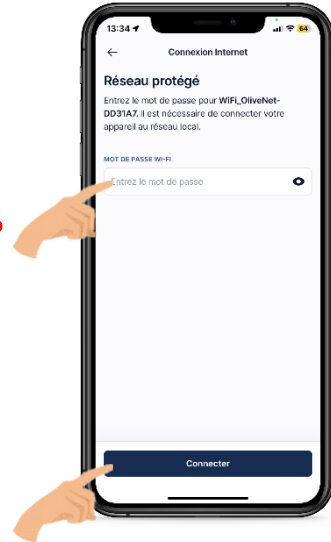 13:34
64
Connexion Internet
Réseau protégé
Entrez le mot de passe pour WiFi_OliveNet-
DD31A7. Il est nécessaire de connecter votre
appareil au réseau local.
MOT DE PASSE WI-FI
Entrez le mot de passe
Connecter